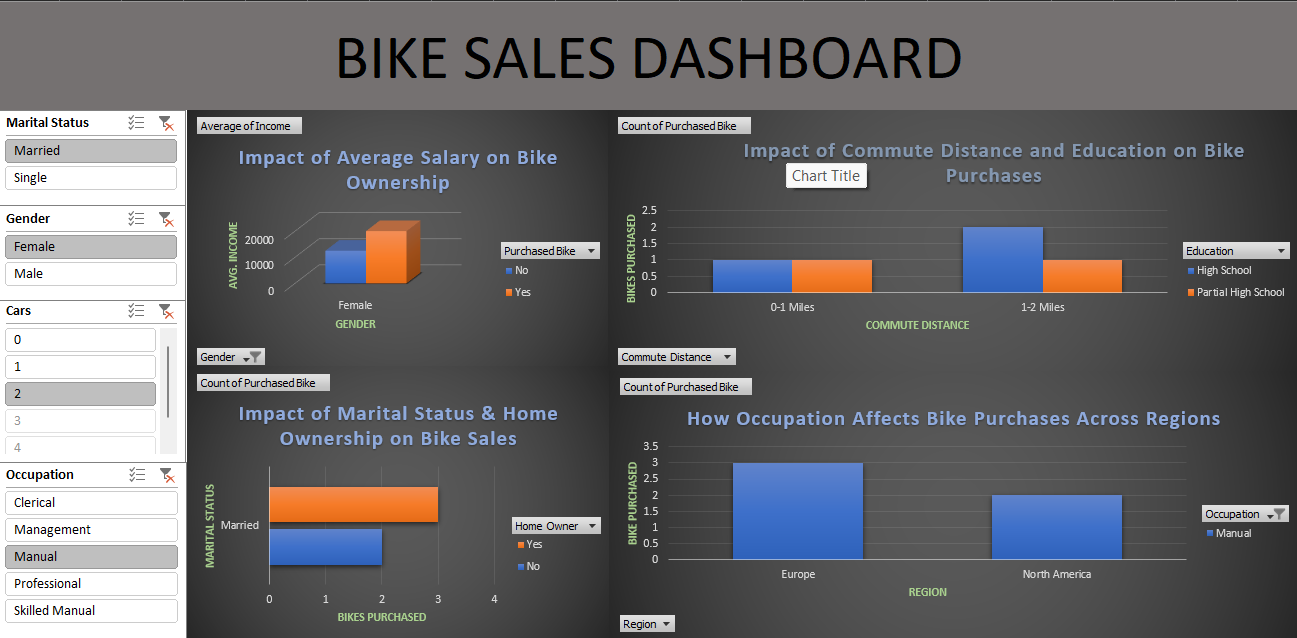 BIKE SALES DASHBOARD
Marital Status
Married
Single
Gender
Female
Male
Cars
0
1
2
3
4
Occupation
Clerical
Management
Manual
Professional
Skilled Manual
Average of Income
Impact of Average Salary on Bike
Ownership
AVG. INCOME
20000
10000
0
Female
GENDER
Purchased Bike
No
Yes
Gender
Count of Purchased Bike
Impact of Commute Distance and Education on Bike
Purchases
Chart Title
BIKES PURCHASED
2.5
2
1.5
1
0.5
0
0-1 Miles
1-2 Miles
COMMUTE DISTANCE
Education
High School
Partial High School
Commute Distance
Count of Purchased Bike
Impact of Marital Status & Home
Ownership on Bike Sales
MARITAL STATUS
Married
0
1
2
3
4
BIKES PURCHASED
Home Owner
Yes
No
Count of Purchased Bike
How Occupation Affects Bike Purchases Across Regions
BIKE PURCHASED
3.5
3
2.5
2
1.5
1
0.5
0
Europe
North America
REGION
Occupation
Manual
Region